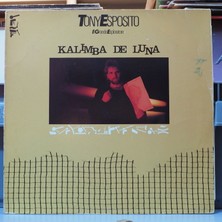 TONY ESPOSITO
KALIMBA DE LUNA